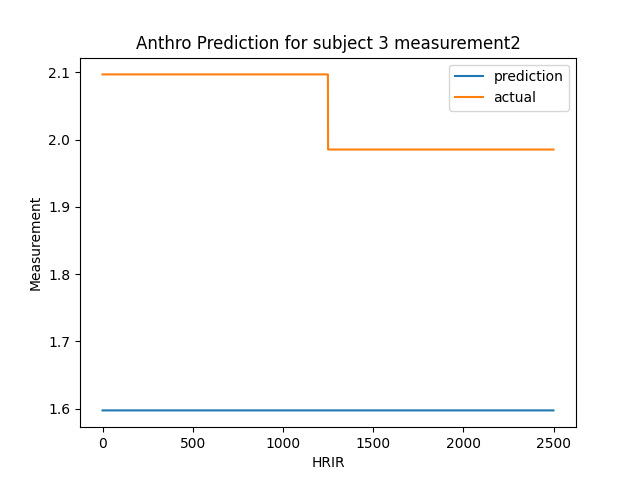 Anthro Prediction for subject 3 measurement2
prediction
actual
2.1
2.0
1.9
1.8
1.7
1.6
Measurement
0 500 1000 1500 2000 2500
HRIR